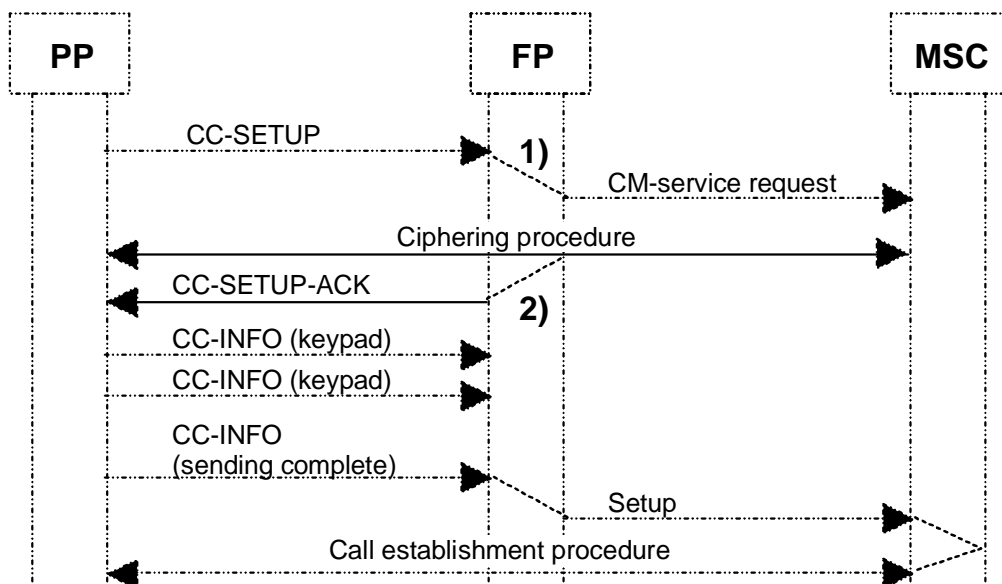 PP
FP
MSC
CC-SETUP
1)
CM-service request
Ciphering procedure
CC-SETUP-ACK
2)
CC-INFO (keypad)
CC-INFO (keypad)
CC-INFO
(sending complete)
Setup
Call establishment procedure